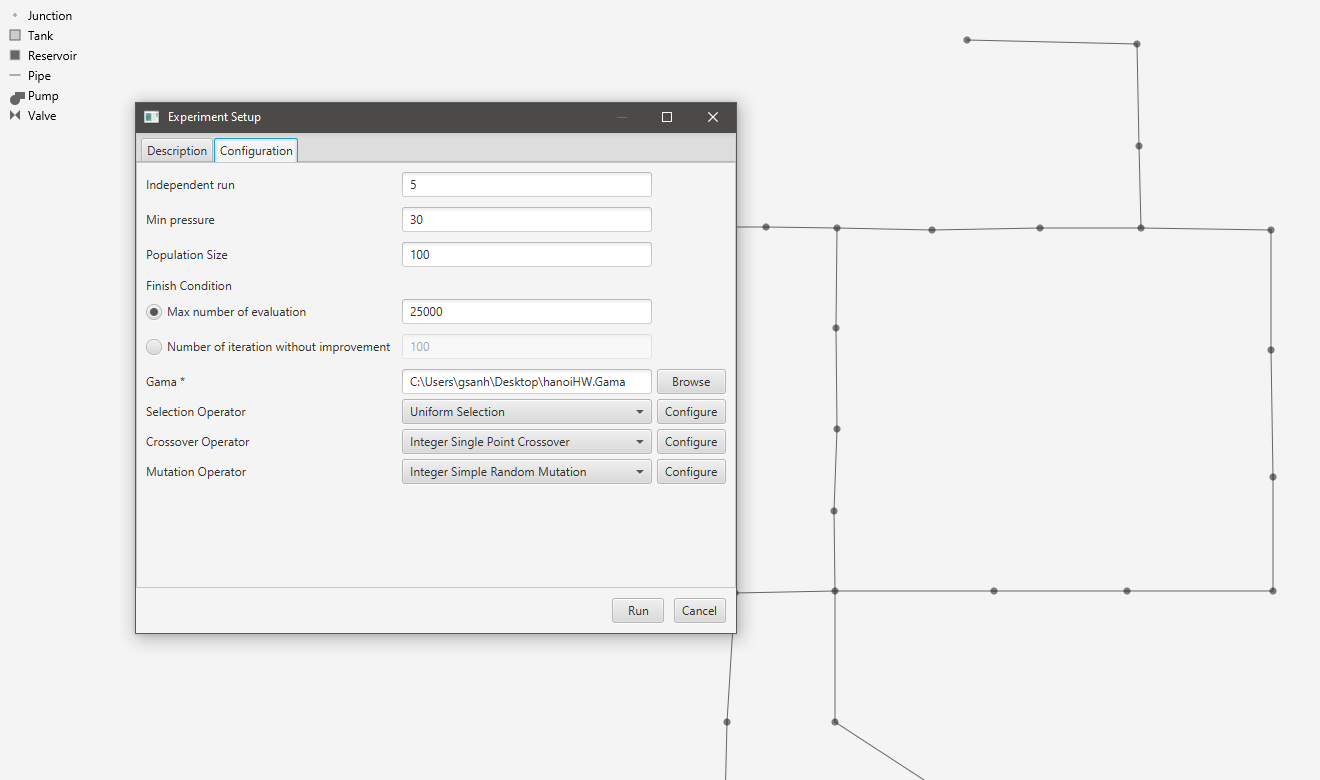 Junction
Tank
Reservoir
Pipe
Pump
Valve
Experiment Setup
Description Configuration
Independent run 5
Min pressure 30
Population Size 100
Finish Condition
Max number of evaluation 25000
Number of iteration without improvement 100
Gama * C:\Users\gsanh\Desktop\hanoiHW.Gama Browse
Selection Operator Uniform Selection Configure
Crossover Operator Integer Single Point Crossover Configure
Mutation Operator Integer Simple Random Mutation Configure
Run Cancel